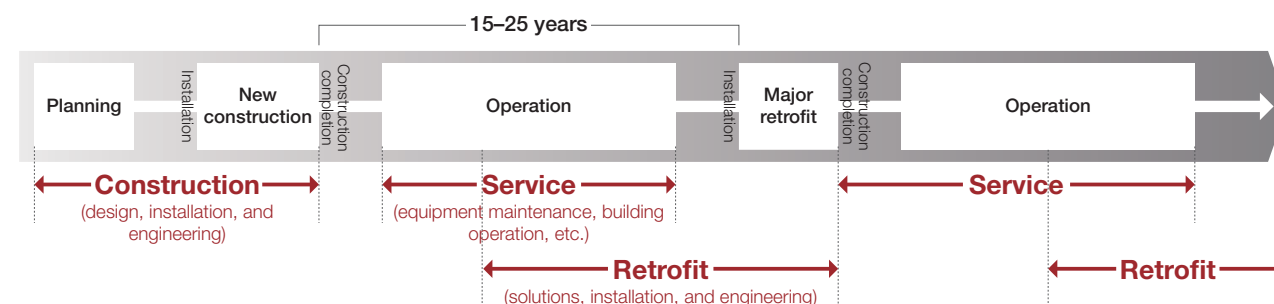 15–25 years
Planning
Installation
New
construction
Construction
completion
Operation
Installation
Major
retrofit
Construction
completion
Operation
Construction
(design, installation, and
engineering)
Service
(equipment maintenance, building
operation, etc.)
Service
Retrofit
(solutions, installation, and engineering)
Retrofit